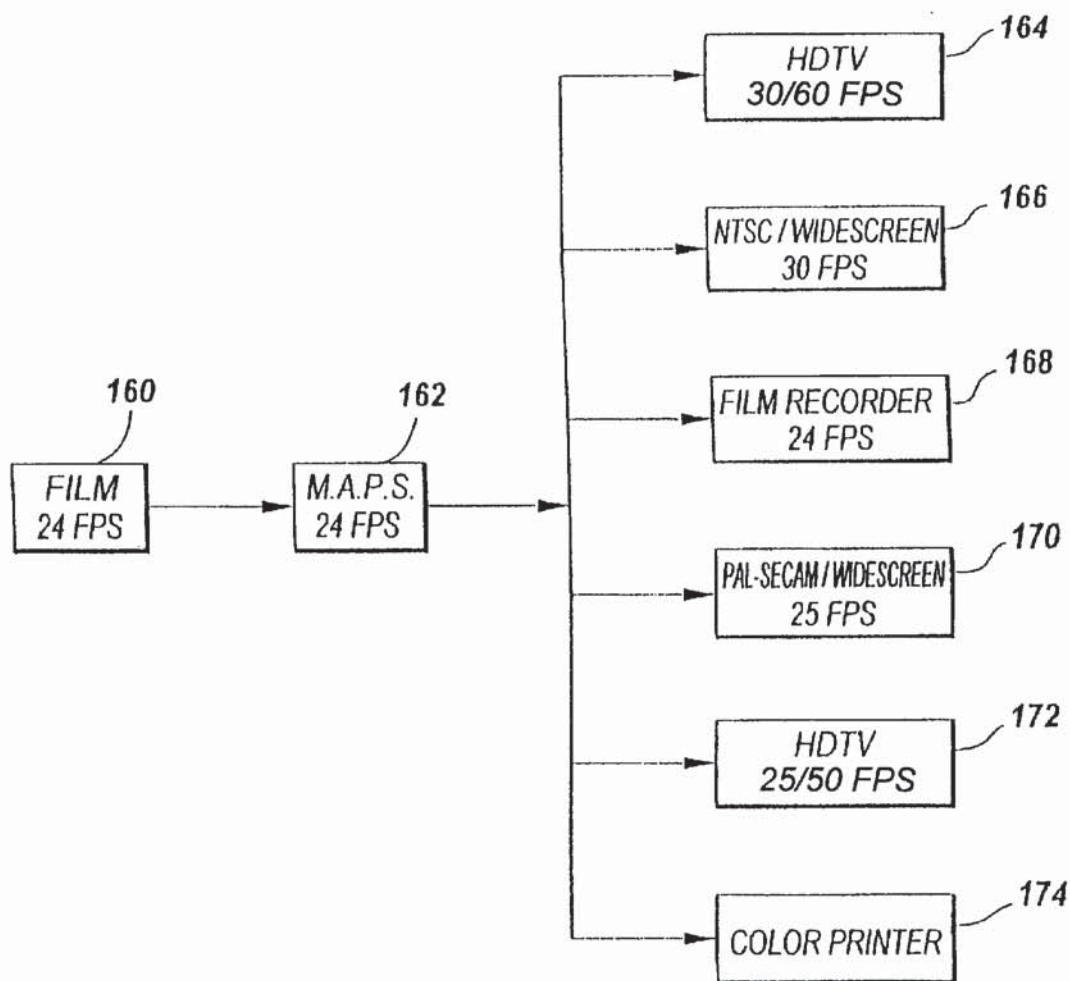 164
HDTV
30/60 FPS
166
NTSC / WIDESCREEN
30 FPS
168
FILM RECORDER
24 FPS
160
FILM
24 FPS
162
M.A.P.S.
24 FPS
170
PAL-SECAM / WIDESCREEN
25 FPS
172
HDTV
25/50 FPS
174
COLOR PRINTER